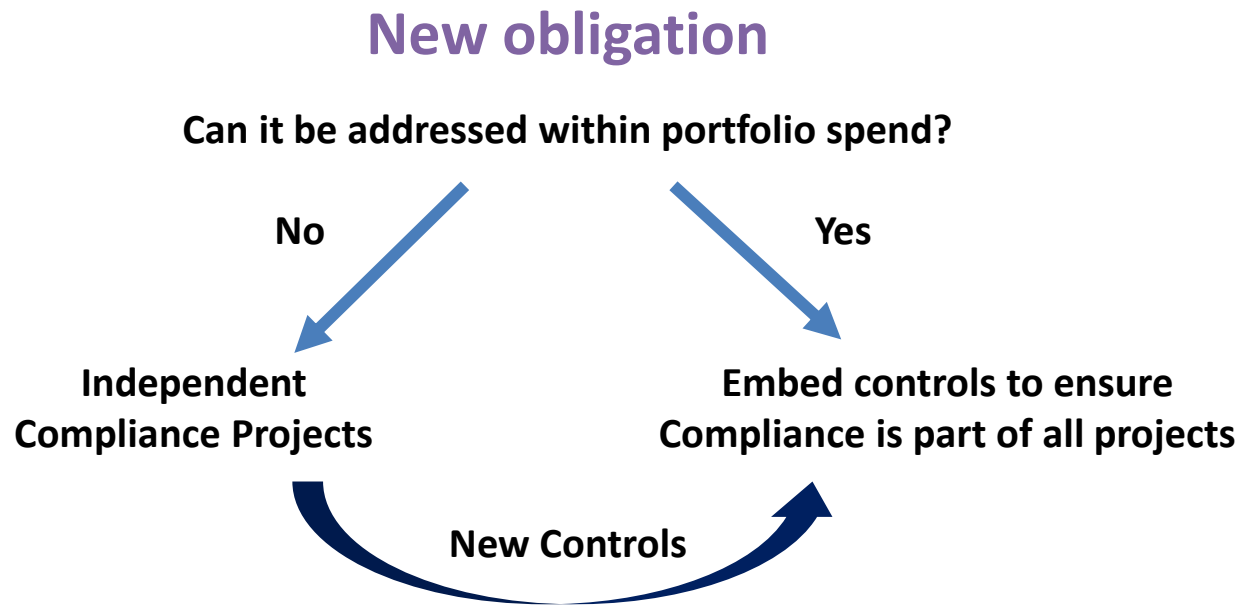 New obligation
Can it be addressed within portfolio spend?
No
Yes
Independent
Compliance Projects
Embed controls to ensure
Compliance is part of all projects
New Controls